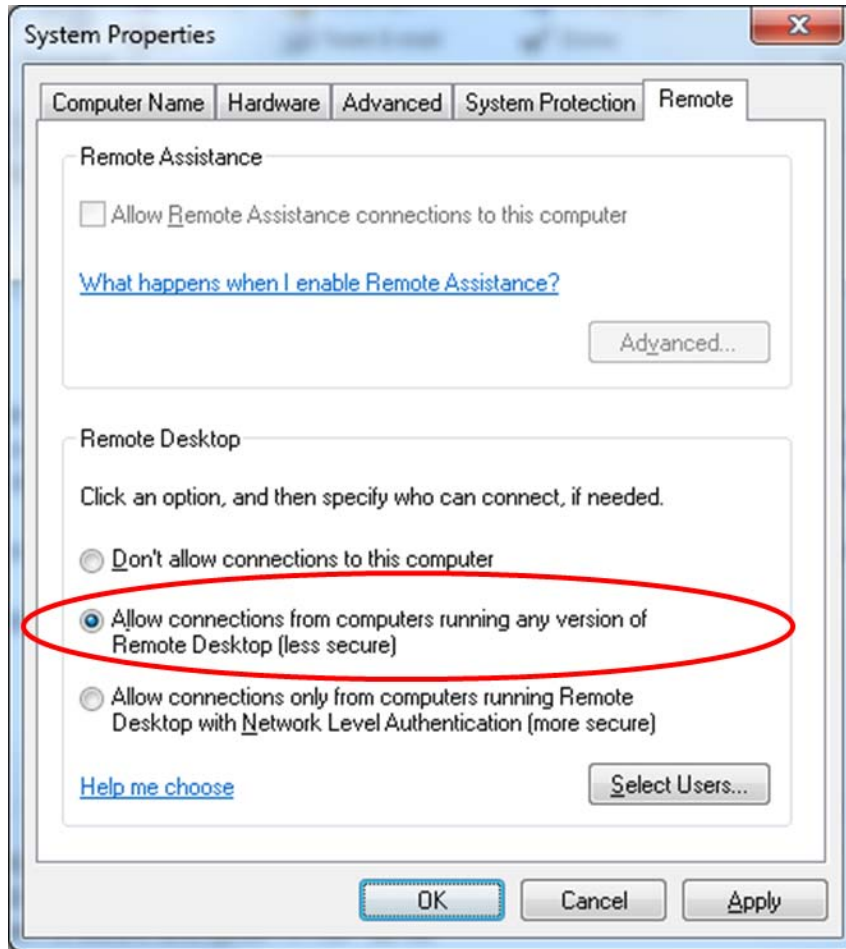 System Properties
Computer Name
Hardware
Advanced
System Protection
Remote
Remote Assistance
Allow Remote Assistance connections to this computer
What happens when I enable Remote Assistance?
Advanced...
Remote Desktop
Click an option, and then specify who can connect, if needed.
Don't allow connections to this computer
Allow connections from computers running any version of
Remote Desktop (less secure)
Allow connections only from computers running Remote
Desktop with Network Level Authentication (more secure)
Help me choose
Select Users...
OK
Cancel
Apply